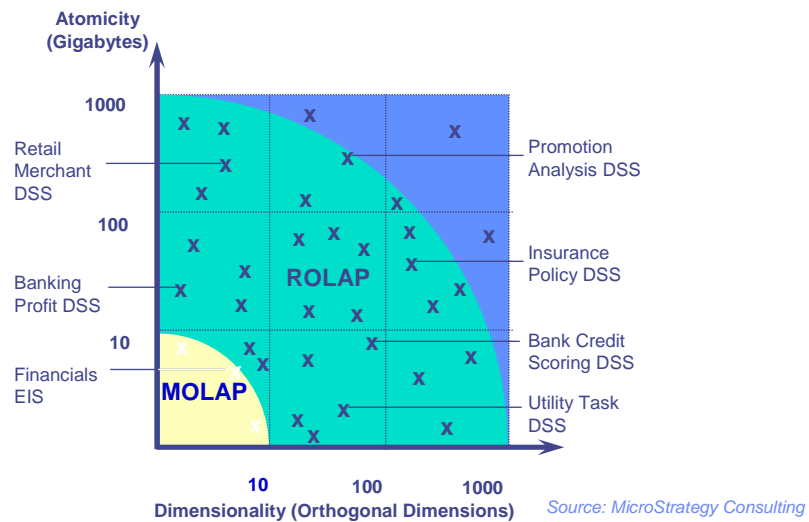 Atomicity
(Gigabytes)
1000
100
10
Retail
Merchant
DSS
Banking
Profit DSS
Financials
EIS
x x x x
x x x
x x x
x x x x x
x x x x
x x x x x x
x x x x x x x
x x x x x
x x x x
ROLAP
MOLAP
Promotion
Analysis DSS
Insurance
Policy DSS
Bank Credit
Scoring DSS
Utility Task
DSS
10 100 1000
Dimensionality (Orthogonal Dimensions)
Source: MicroStrategy Consulting